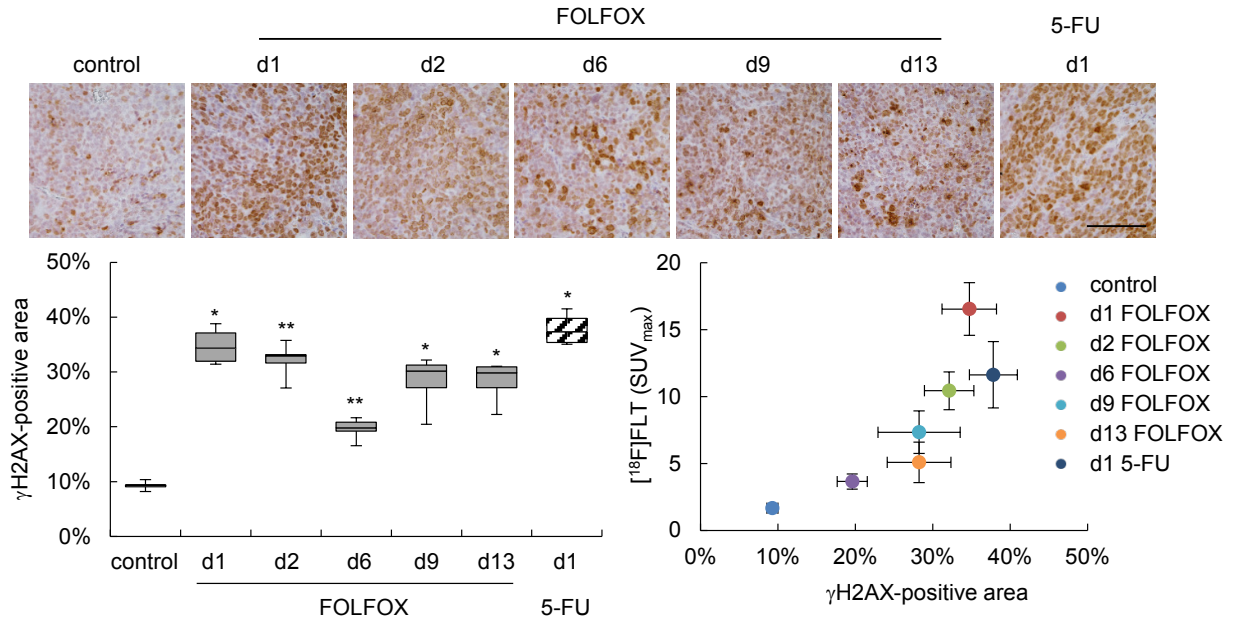 FOLFOX
5-FU
control d1 d2 d6 d9 d13 d1
50%
40%
30%
20%
10%
0%
γH2AX-positive area
* ** ** * * *
control d1 d2 d6 d9 d13 d1
FOLFOX 5-FU
20
15
10
5
0
[¹⁸F]FLT (SUVₘₐₓ)
0% 10% 20% 30% 40% 50%
γH2AX-positive area
control
d1 FOLFOX
d2 FOLFOX
d6 FOLFOX
d9 FOLFOX
d13 FOLFOX
d1 5-FU